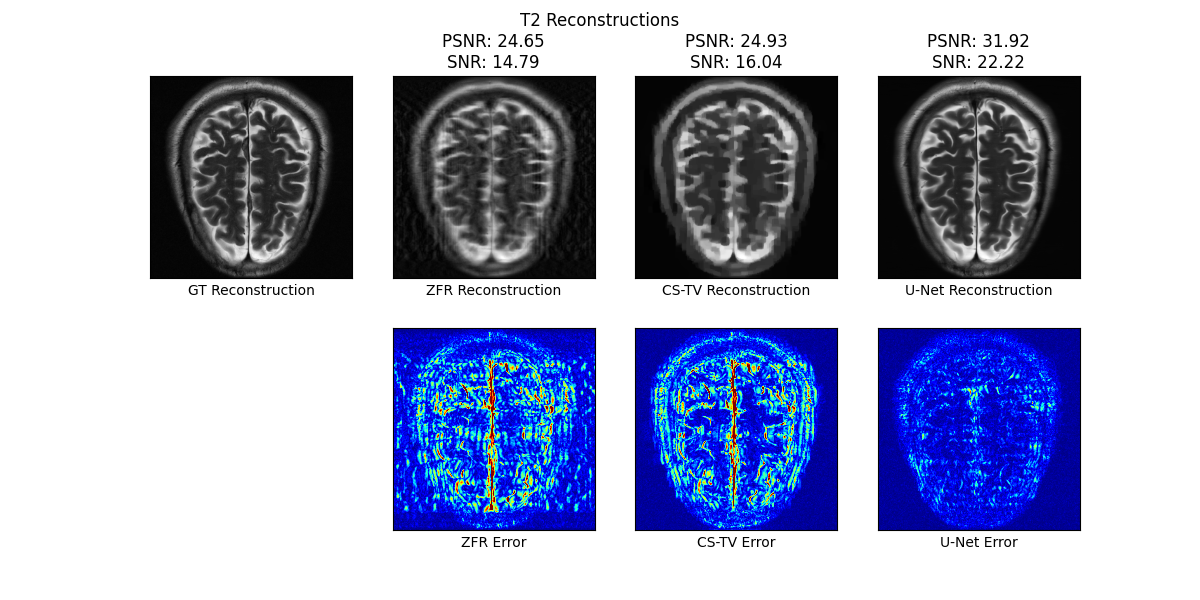 T2 Reconstructions
PSNR: 24.65
SNR: 14.79
PSNR: 24.93
SNR: 16.04
PSNR: 31.92
SNR: 22.22
GT Reconstruction
ZFR Reconstruction
CS-TV Reconstruction
U-Net Reconstruction
ZFR Error
CS-TV Error
U-Net Error